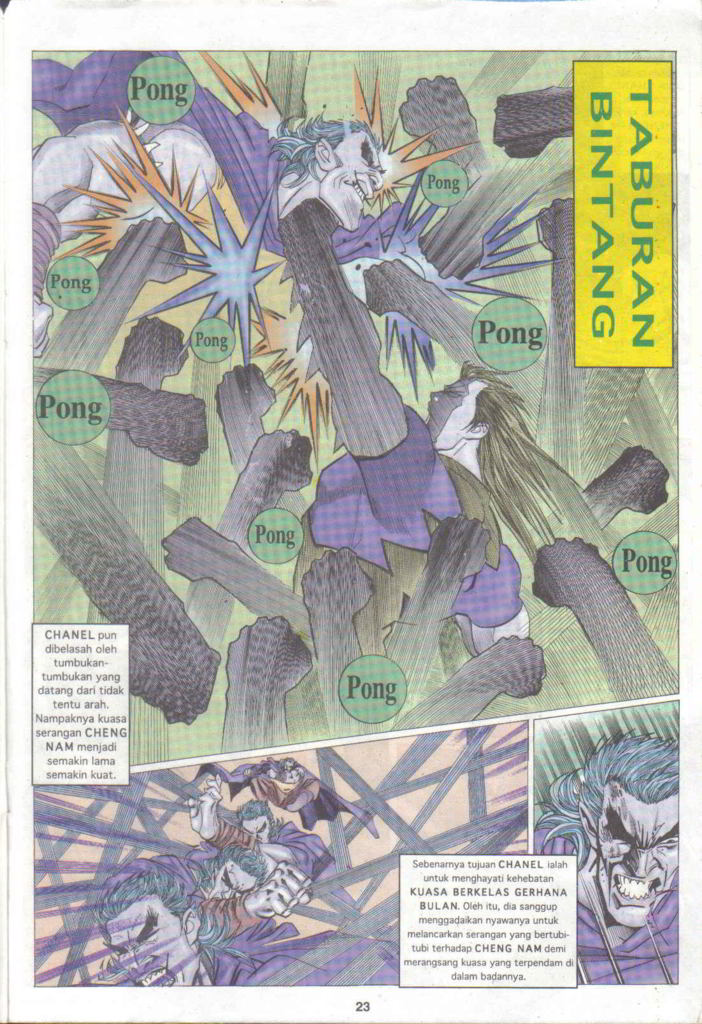 Pong
TABURAN
BINTANG
Pong
Pong
Pong
Pong
Pong
Pong
Pong
Pong
CHANEL pun
dibelasah oleh
tumbukan-
tumbukan yang
datang dari tidak
tentu arah.
Nampaknya kuasa
serangan CHENG
NAM menjadi
semakin lama
semakin kuat.
Sebenarnya tujuan CHANEL ialah
untuk menghayati kehebatan
KUASA BERKELAS GERHANA
BULAN. Oleh itu, dia sanggup
menggadaikan nyawanya untuk
melancarkan serangan yang bertubi-
tubi terhadap CHENG NAM demi
merangsang kuasa yang terpendam di
dalam badannya.
23